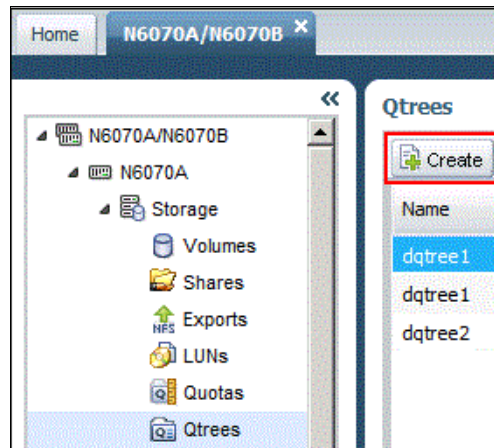 Home
N6070A/N6070B
N6070A/N6070B
N6070A
Storage
Volumes
Shares
NFS
Exports
LUNs
Quotas
Qtrees
Qtrees
Create
Name
dqtree1
dqtree1
dqtree2